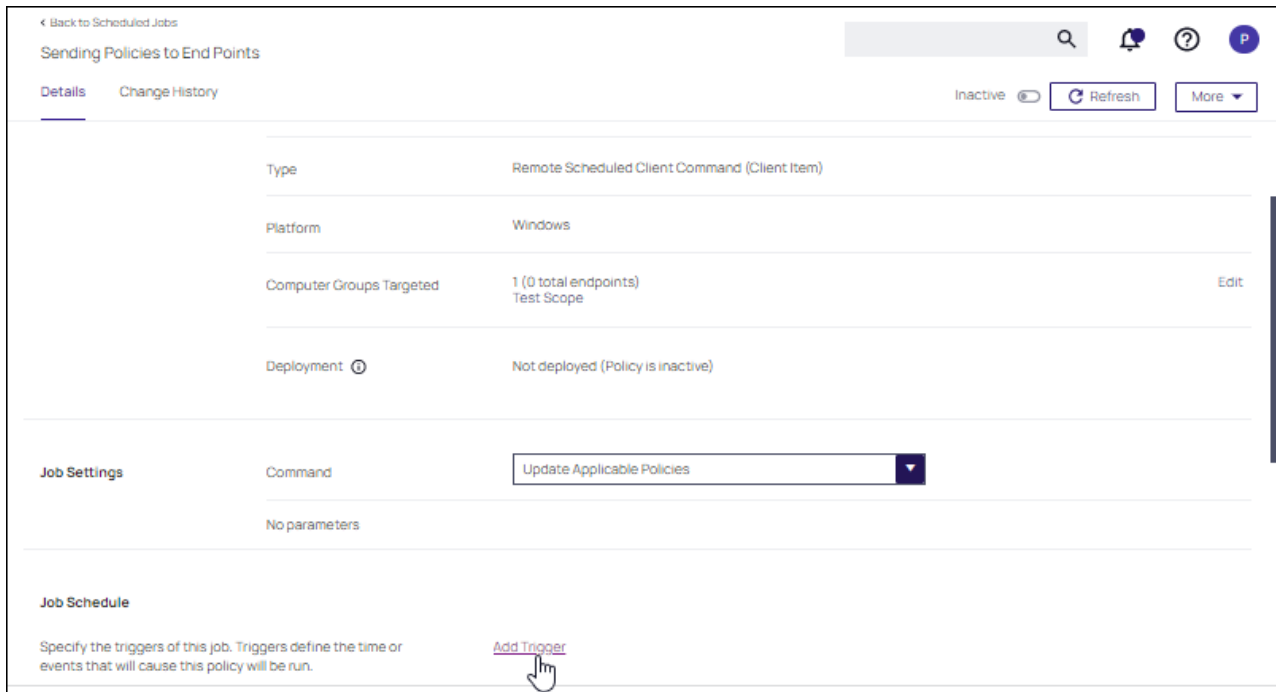 Back to Scheduled Jobs
Sending Policies to End Points
P
Details
Change History
Inactive
Refresh
More
Type
Remote Scheduled Client Command (Client Item)
Platform
Windows
Computer Groups Targeted
1 (0 total endpoints)
Test Scope
Edit
Deployment
Not deployed (Policy is inactive)
Job Settings
Command
Update Applicable Policies
No parameters
Job Schedule
Specify the triggers of this job. Triggers define the time or
events that will cause this policy will be run.
Add Trigger